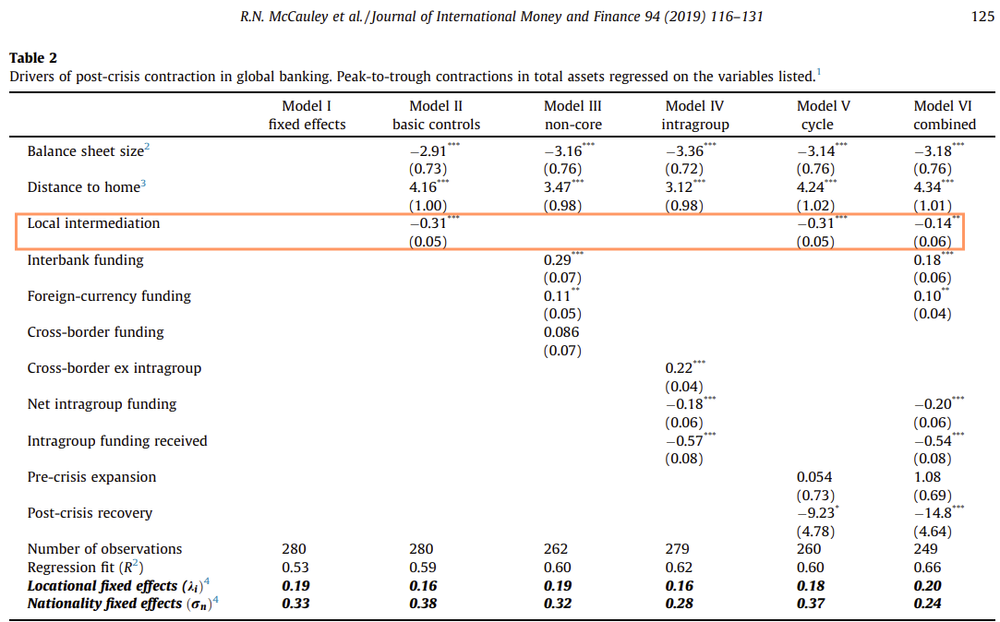 R.N. McCauley et al./Journal of International Money and Finance 94 (2019) 116–131 125
Table 2
Drivers of post-crisis contraction in global banking. Peak-to-trough contractions in total assets regressed on the variables listed.1
Model I Model II Model III Model IV Model V Model VI
fixed effects basic controls non-core intragroup cycle combined
Balance sheet size2 −2.91*** −3.16*** −3.36*** −3.14*** −3.18***
(0.73) (0.76) (0.72) (0.76) (0.76)
Distance to home3 4.16*** 3.47*** 3.12*** 4.24*** 4.34***
(1.00) (0.98) (0.98) (1.02) (1.01)
Local intermediation −0.31*** −0.31*** −0.14**
(0.05) (0.05) (0.06)
Interbank funding 0.29*** 0.18***
(0.07) (0.06)
Foreign-currency funding 0.11** 0.10**
(0.05) (0.04)
Cross-border funding 0.086
(0.07)
Cross-border ex intragroup 0.22***
(0.04)
Net intragroup funding −0.18*** −0.20***
(0.06) (0.06)
Intragroup funding received −0.57*** −0.54***
(0.08) (0.08)
Pre-crisis expansion 0.054 1.08
(0.73) (0.69)
Post-crisis recovery −9.23* −14.8***
(4.78) (4.64)
Number of observations 280 280 262 279 260 249
Regression fit (R2) 0.53 0.59 0.60 0.62 0.60 0.66
Locational fixed effects (λi)4 0.19 0.16 0.19 0.16 0.18 0.20
Nationality fixed effects (σn)4 0.33 0.38 0.32 0.28 0.37 0.24